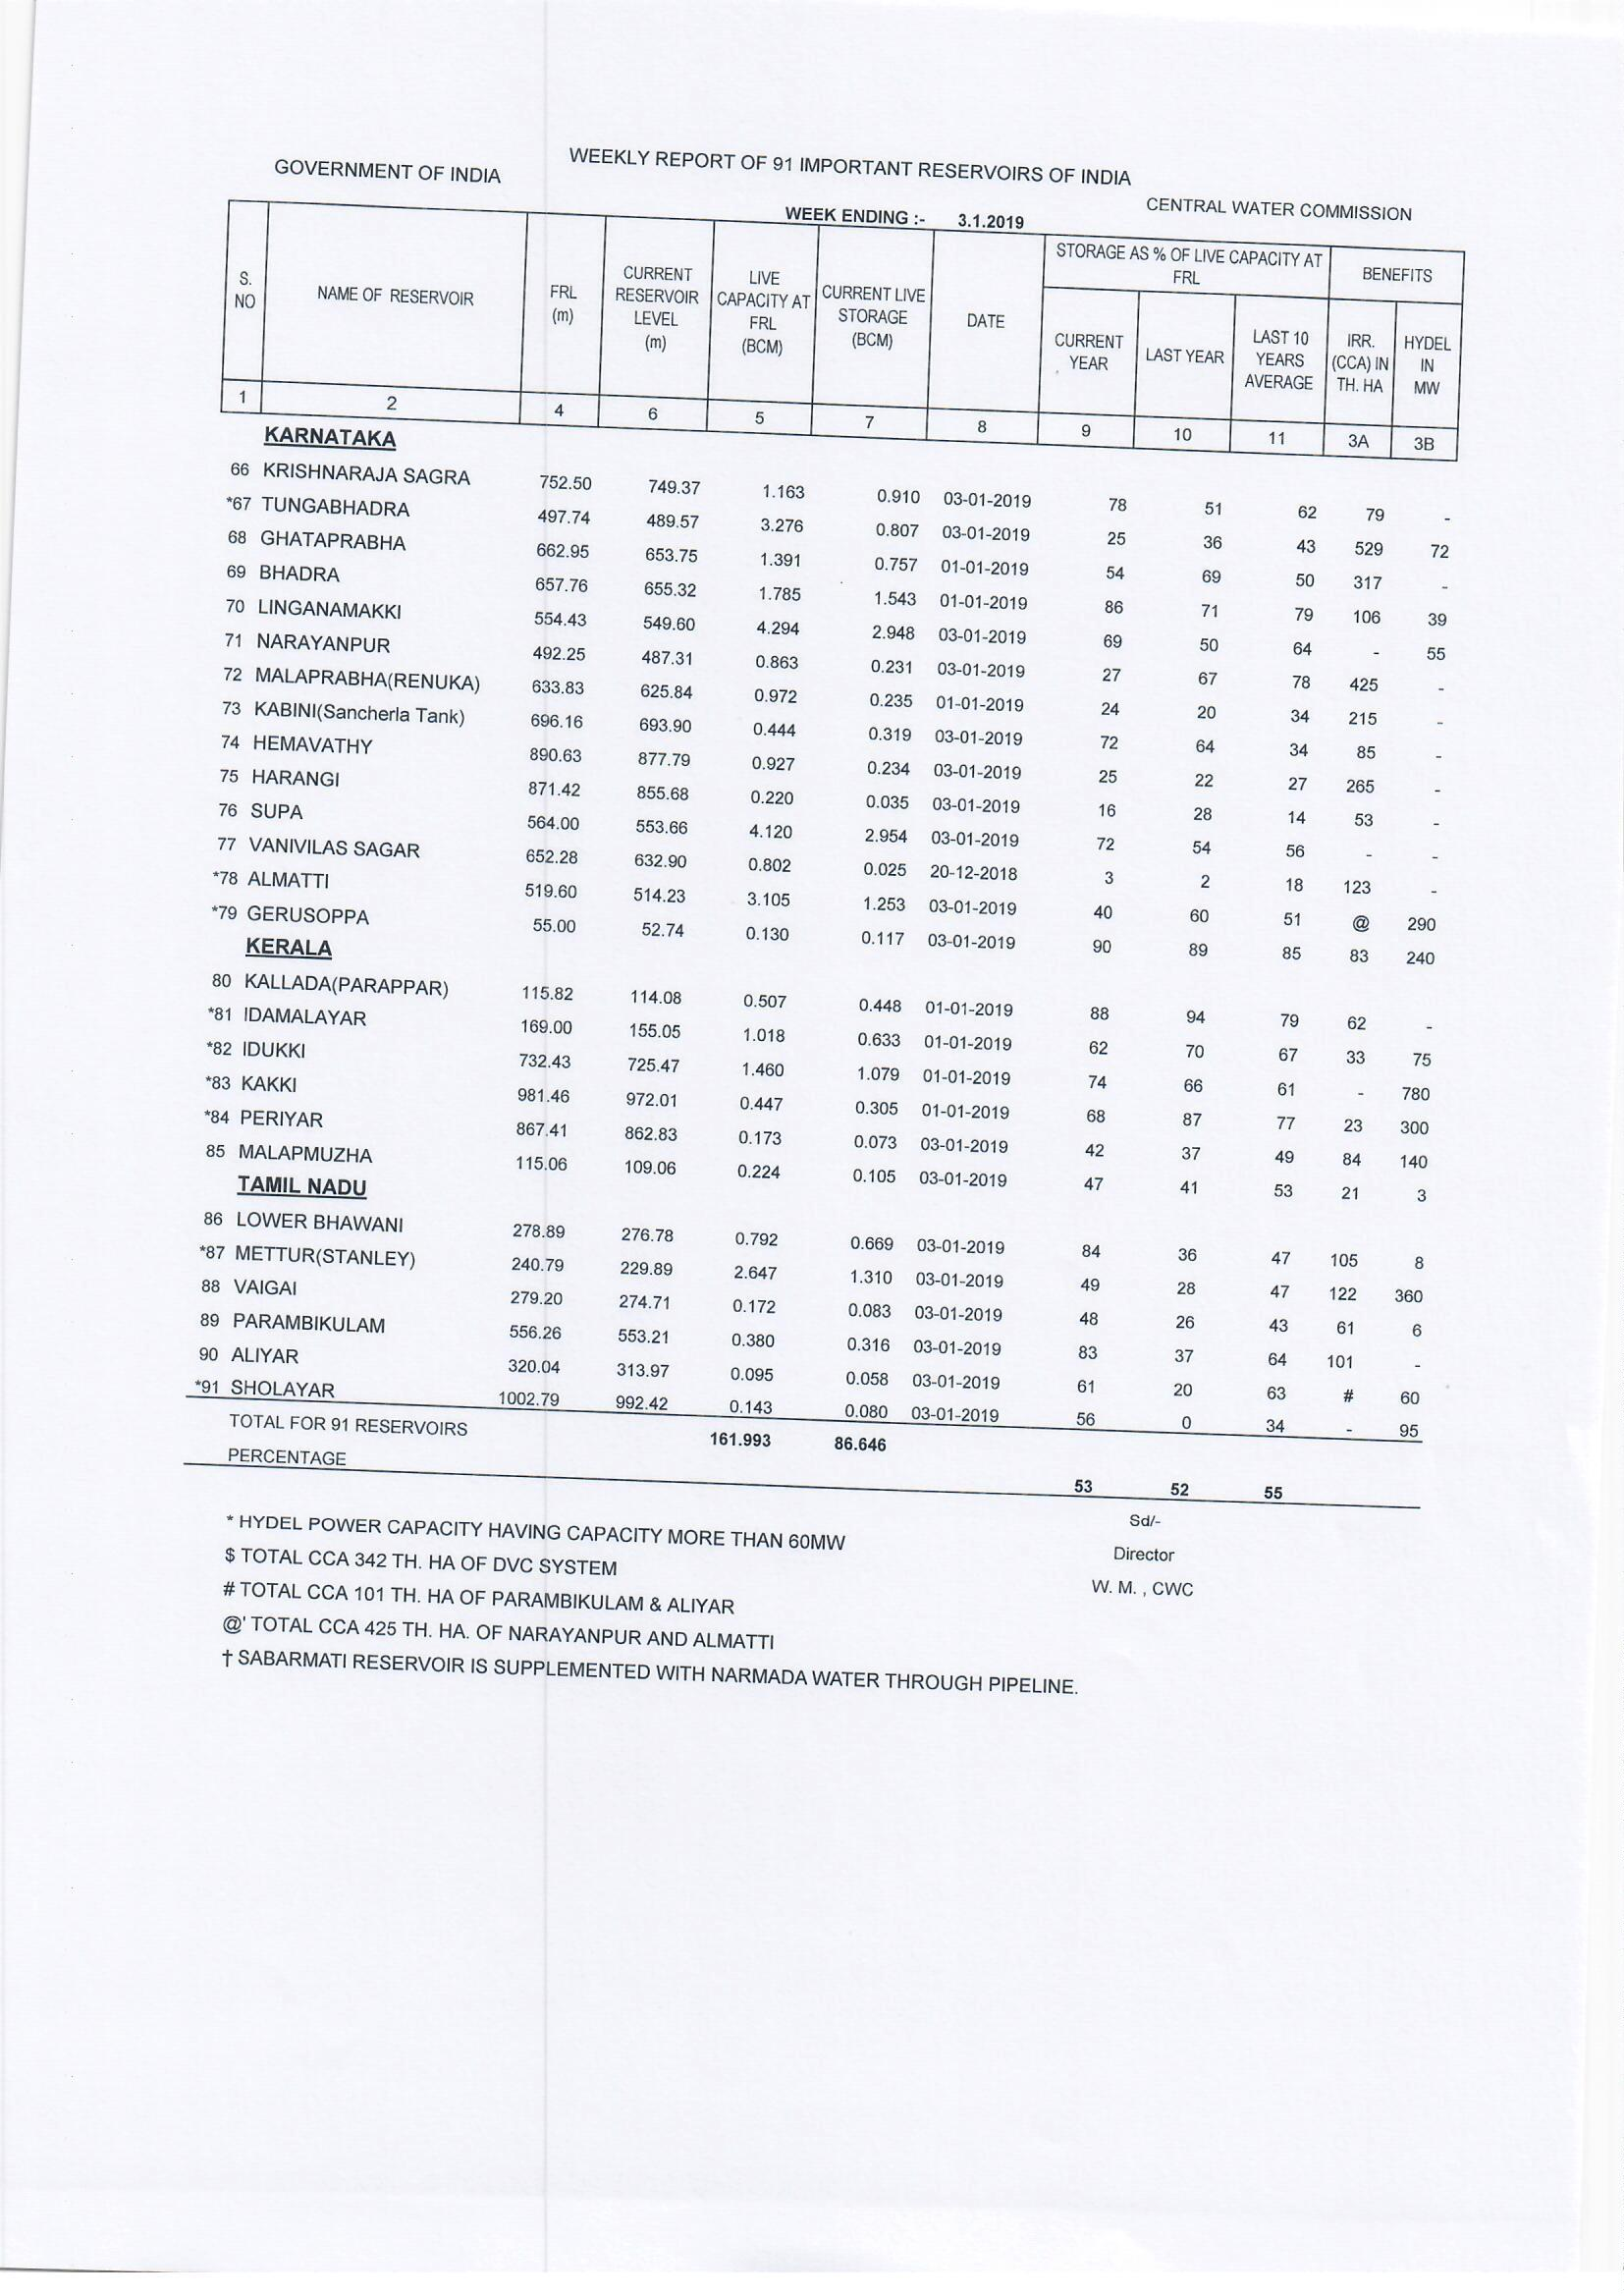 GOVERNMENT OF INDIA
WEEKLY REPORT OF 91 IMPORTANT RESERVOIRS OF INDIA
CENTRAL WATER COMMISSION
WEEK ENDING :- 3.1.2019
S. NO
NAME OF RESERVOIR
FRL (m)
CURRENT RESERVOIR LEVEL (m)
LIVE CAPACITY AT FRL (BCM)
CURRENT LIVE STORAGE (BCM)
DATE
STORAGE AS % OF LIVE CAPACITY AT FRL
BENEFITS
CURRENT YEAR
LAST YEAR
LAST 10 YEARS AVERAGE
IRR. (CCA) IN TH. HA
HYDEL IN MW
1 2 4 6 5 7 8 9 10 11 3A 3B
KARNATAKA
66 KRISHNARAJA SAGRA 752.50 749.37 1.163 0.910 03-01-2019 78 51 62 79 -
*67 TUNGABHADRA 497.74 489.57 3.276 0.807 03-01-2019 25 36 43 529 72
68 GHATAPRABHA 662.95 653.75 1.391 0.757 01-01-2019 54 69 50 317 -
69 BHADRA 657.76 655.32 1.785 1.543 01-01-2019 86 71 79 106 39
70 LINGANAMAKKI 554.43 549.60 4.294 2.948 03-01-2019 69 50 64 - 55
71 NARAYANPUR 492.25 487.31 0.863 0.231 03-01-2019 27 67 78 425 -
72 MALAPRABHA(RENUKA) 633.83 625.84 0.972 0.235 01-01-2019 24 20 34 215 -
73 KABINI(Sancherla Tank) 696.16 693.90 0.444 0.319 03-01-2019 72 64 34 85 -
74 HEMAVATHY 890.63 877.79 0.927 0.234 03-01-2019 25 22 27 265 -
75 HARANGI 871.42 855.68 0.220 0.035 03-01-2019 16 28 14 53 -
76 SUPA 564.00 553.66 4.120 2.954 03-01-2019 72 54 56 - -
77 VANIVILAS SAGAR 652.28 632.90 0.802 0.025 20-12-2018 3 2 18 123 -
*78 ALMATTI 519.60 514.23 3.105 1.253 03-01-2019 40 60 51 @ 290
*79 GERUSOPPA 55.00 52.74 0.130 0.117 03-01-2019 90 89 85 83 240
KERALA
80 KALLADA(PARAPPAR) 115.82 114.08 0.507 0.448 01-01-2019 88 94 79 62 -
*81 IDAMALAYAR 169.00 155.05 1.018 0.633 01-01-2019 62 70 67 33 75
*82 IDUKKI 732.43 725.47 1.460 1.079 01-01-2019 74 66 61 - 780
*83 KAKKI 981.46 972.01 0.447 0.305 01-01-2019 68 87 77 23 300
*84 PERIYAR 867.41 862.83 0.173 0.073 03-01-2019 42 37 49 84 140
85 MALAPMUZHA 115.06 109.06 0.224 0.105 03-01-2019 47 41 53 21 3
TAMIL NADU
86 LOWER BHAWANI 278.89 276.78 0.792 0.669 03-01-2019 84 36 47 105 8
*87 METTUR(STANLEY) 240.79 229.89 2.647 1.310 03-01-2019 49 28 47 122 360
88 VAIGAI 279.20 274.71 0.172 0.083 03-01-2019 48 26 43 61 6
89 PARAMBIKULAM 556.26 553.21 0.380 0.316 03-01-2019 83 37 64 101 -
90 ALIYAR 320.04 313.97 0.095 0.058 03-01-2019 61 20 63 # 60
*91 SHOLAYAR 1002.79 992.42 0.143 0.080 03-01-2019 56 0 34 - 95
TOTAL FOR 91 RESERVOIRS 161.993 86.646
PERCENTAGE 53 52 55
* HYDEL POWER CAPACITY HAVING CAPACITY MORE THAN 60MW
$ TOTAL CCA 342 TH. HA OF DVC SYSTEM
# TOTAL CCA 101 TH. HA OF PARAMBIKULAM & ALIYAR
@' TOTAL CCA 425 TH. HA. OF NARAYANPUR AND ALMATTI
† SABARMATI RESERVOIR IS SUPPLEMENTED WITH NARMADA WATER THROUGH PIPELINE.
Sd/-
Director
W. M. , CWC